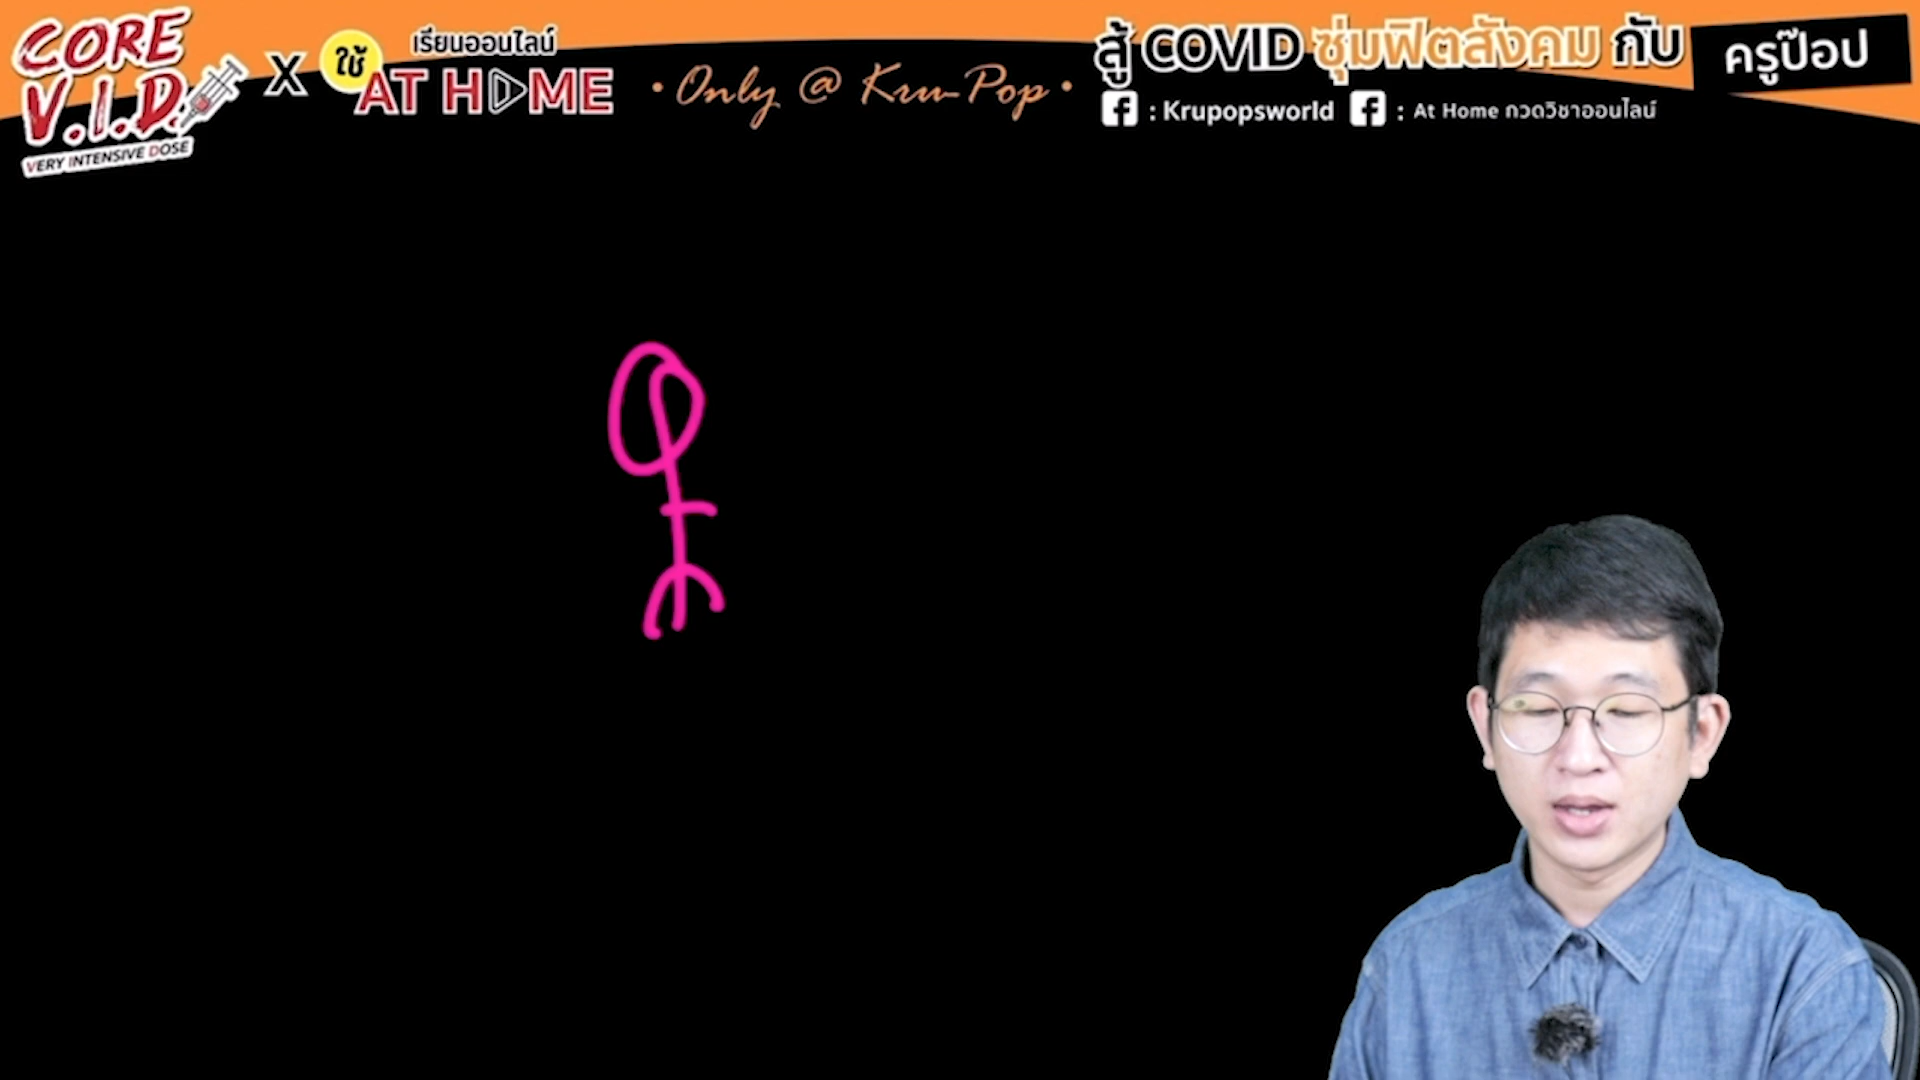 CORE
V.I.D.
VERY INTENSIVE DOSE
X
ใช้
เรียนออนไลน์
AT HOME
• Only @ Kru-Pop •
สู้ COVID ซุ่มฟิตสังคม กับ ครูป๊อป
: Krupopsworld : At Home กวดวิชาออนไลน์